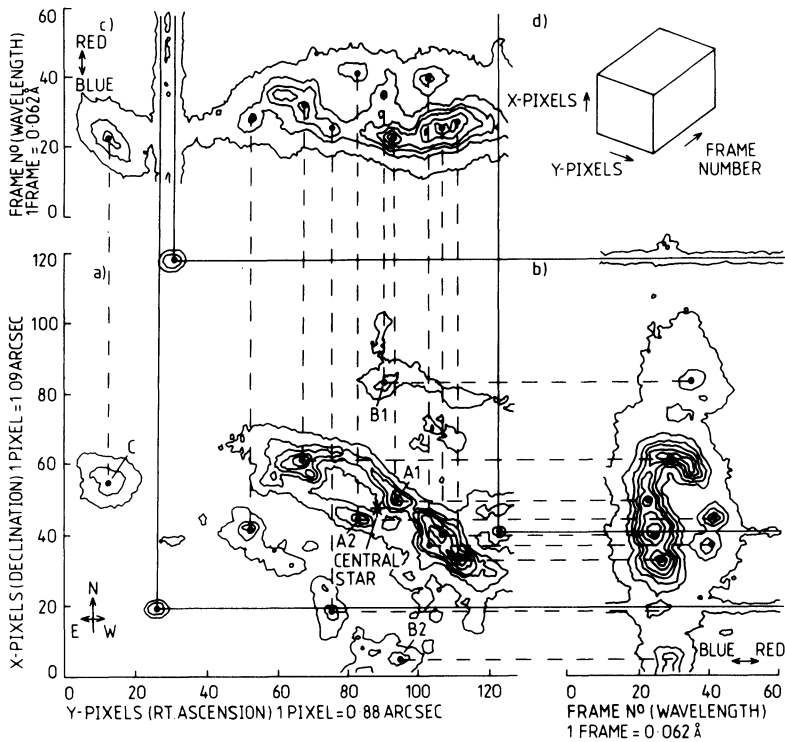 60
40
20
0
FRAME Nº (WAVELENGTH)
1 FRAME = 0·062 Å
c)
RED
BLUE
d)
X-PIXELS
Y-PIXELS
FRAME
NUMBER
120
100
80
60
40
20
0
X-PIXELS (DECLINATION) 1 PIXEL = 1·09 ARCSEC
a)
B1
C
A1
A2
CENTRAL
STAR
B2
N
E W
0 20 40 60 80 100 120
Y-PIXELS (RT. ASCENSION) 1 PIXEL = 0·88 ARCSEC
b)
BLUE RED
0 20 40 60
FRAME Nº (WAVELENGTH)
1 FRAME = 0·062 Å